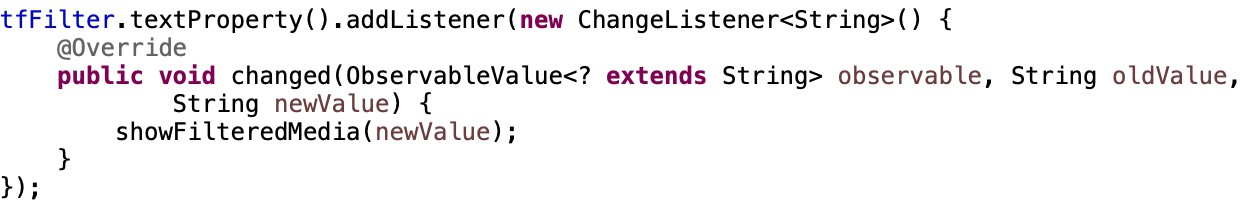 tfFilter.textProperty().addListener(new ChangeListener<String>() {
    @Override
    public void changed(ObservableValue<? extends String> observable, String oldValue,
            String newValue) {
        showFilteredMedia(newValue);
    }
});